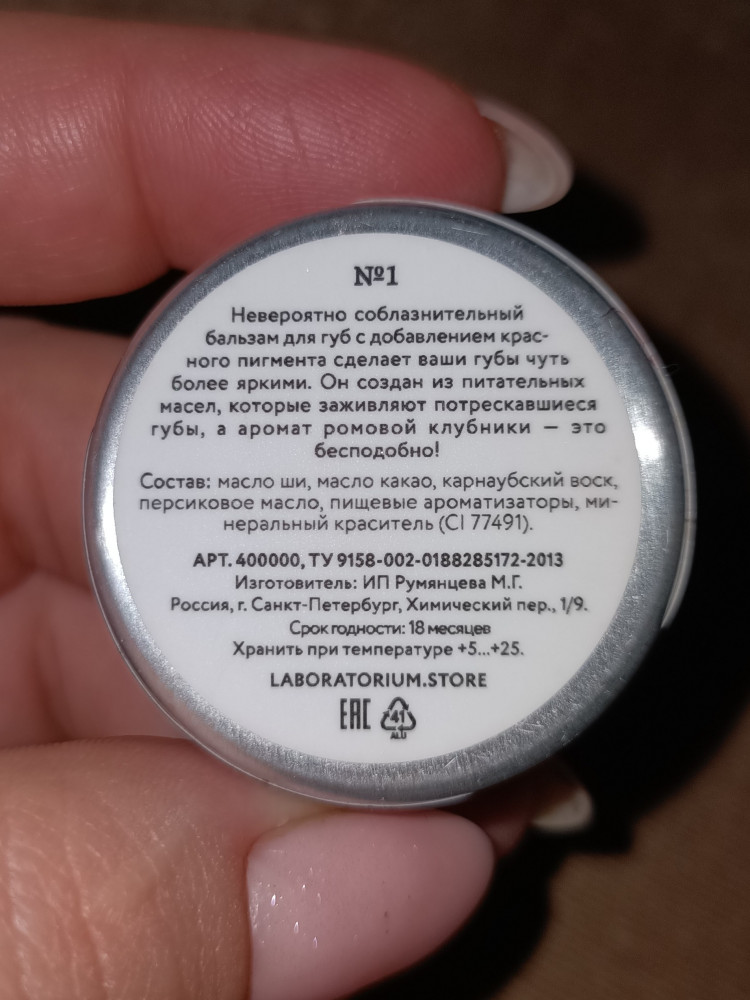 №1
Невероятно соблазнительный
бальзам для губ с добавлением крас-
ного пигмента сделает ваши губы чуть
более яркими. Он создан из питательных
масел, которые заживляют потрескавшиеся
губы, а аромат ромовой клубники — это
бесподобно!
Состав: масло ши, масло какао, карнаубский воск,
персиковое масло, пищевые ароматизаторы, ми-
неральный краситель (CI 77491).
АРТ. 400000, ТУ 9158-002-0188285172-2013
Изготовитель: ИП Румянцева М.Г.
Россия, г. Санкт-Петербург, Химический пер., 1/9.
Срок годности: 18 месяцев
Хранить при температуре +5...+25.
LABORATORIUM.STORE
EAC 41
ALU